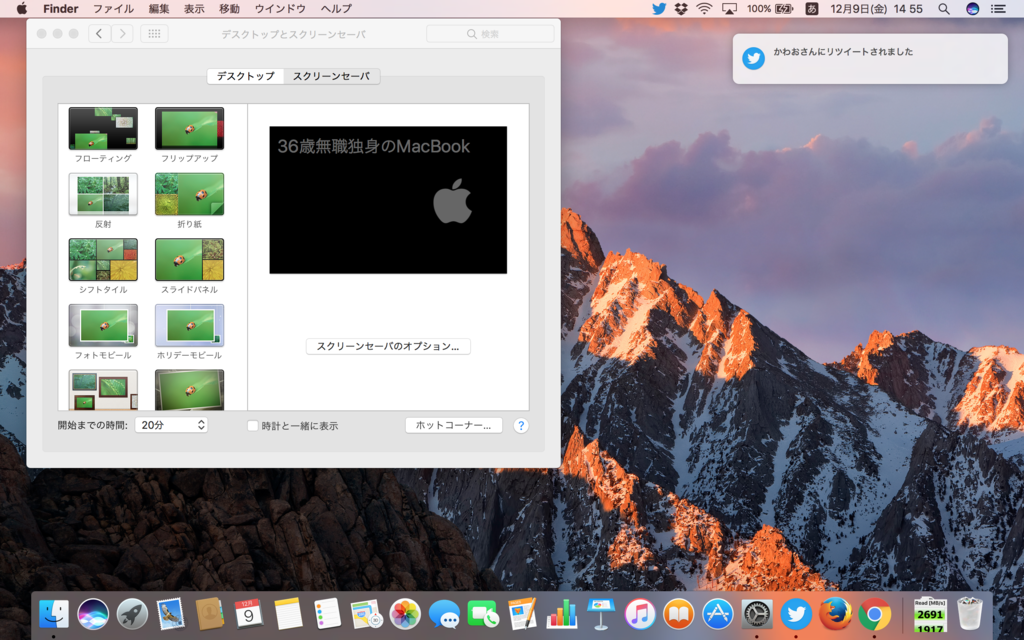 Finder ファイル 編集 表示 移動 ウインドウ ヘルプ 100% あ 12月9日(金) 14 55
デスクトップとスクリーンセーバ
検索
かわおさんにリツイートされました
デスクトップ スクリーンセーバ
36歳無職独身のMacBook
フローティング フリップアップ
反射 折り紙
シフトタイル スライドパネル
フォトモビール ホリデーモビール
スクリーンセーバのオプション...
開始までの時間: 20分 時計と一緒に表示 ホットコーナー... ?
12月
9
Read [MB/s]
2691
1917